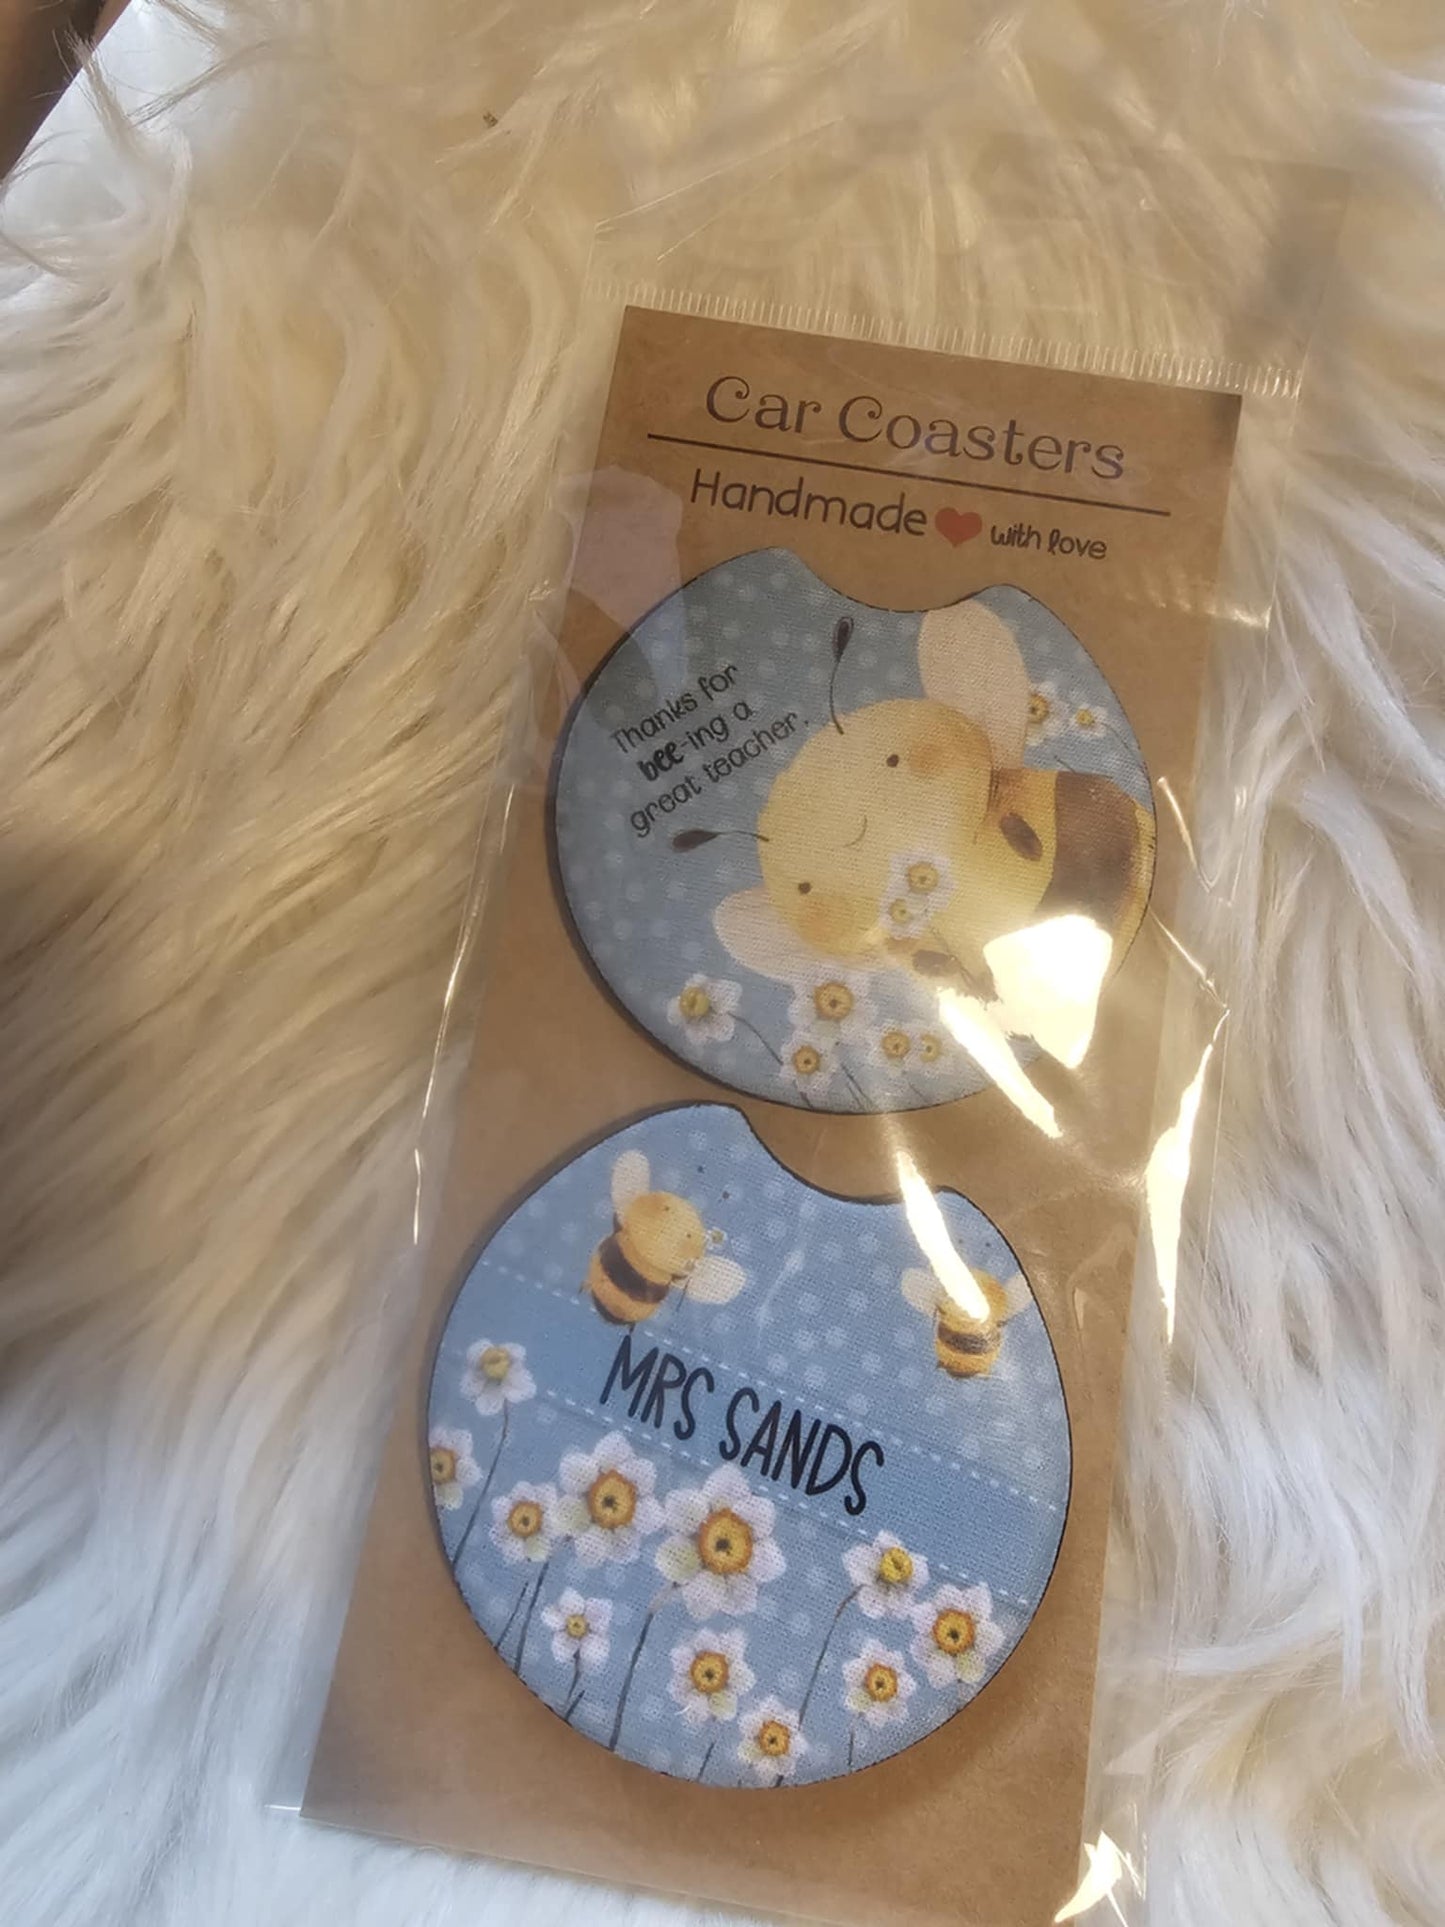 Car Coasters
Handmade with love
Thanks for
bee-ing a
great teacher.
MRS SANDS